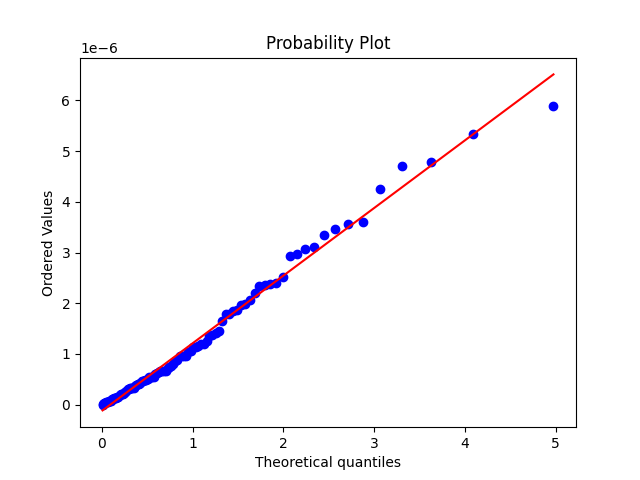 Probability Plot
1e−6
6
5
4
3
2
1
0
Ordered Values
0 1 2 3 4 5
Theoretical quantiles